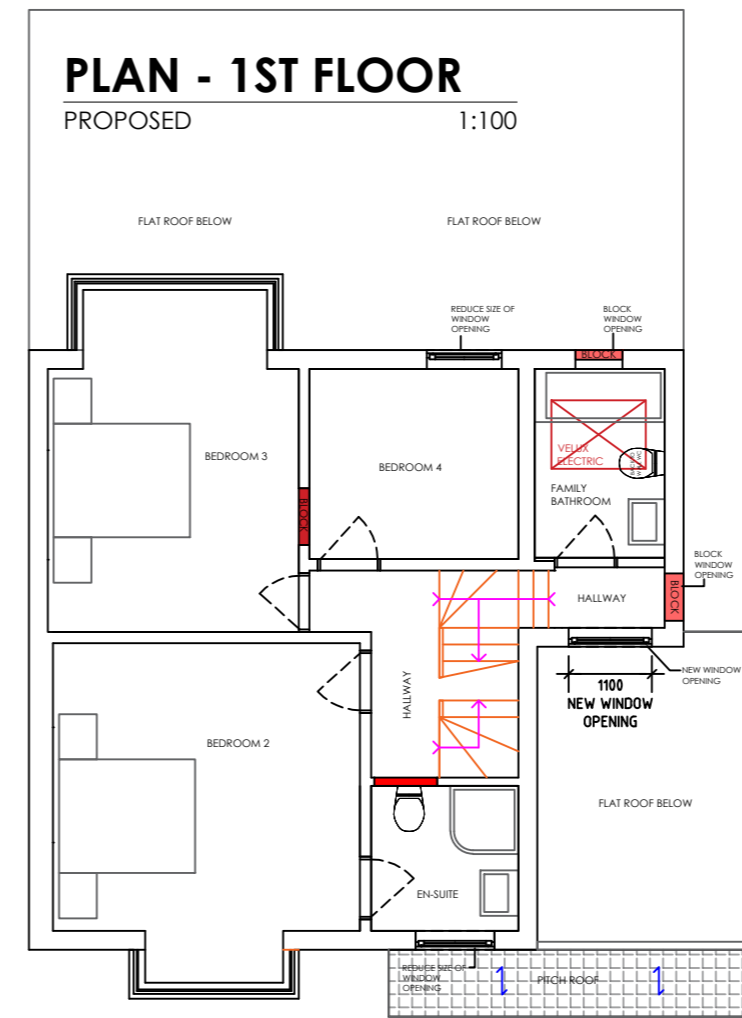 PLAN - 1ST FLOOR
PROPOSED 1:100
FLAT ROOF BELOW
FLAT ROOF BELOW
REDUCE SIZE OF
WINDOW
OPENING
BLOCK
WINDOW
OPENING
BLOCK
BEDROOM 3
BEDROOM 4
VELUX
ELECTRIC
FAMILY
BATHROOM
BLOCK
BLOCK
WINDOW
OPENING
BLOCK
HALLWAY
HALLWAY
NEW WINDOW
OPENING
1100
NEW WINDOW
OPENING
BEDROOM 2
FLAT ROOF BELOW
EN-SUITE
REDUCE SIZE OF
WINDOW
OPENING
PITCH ROOF